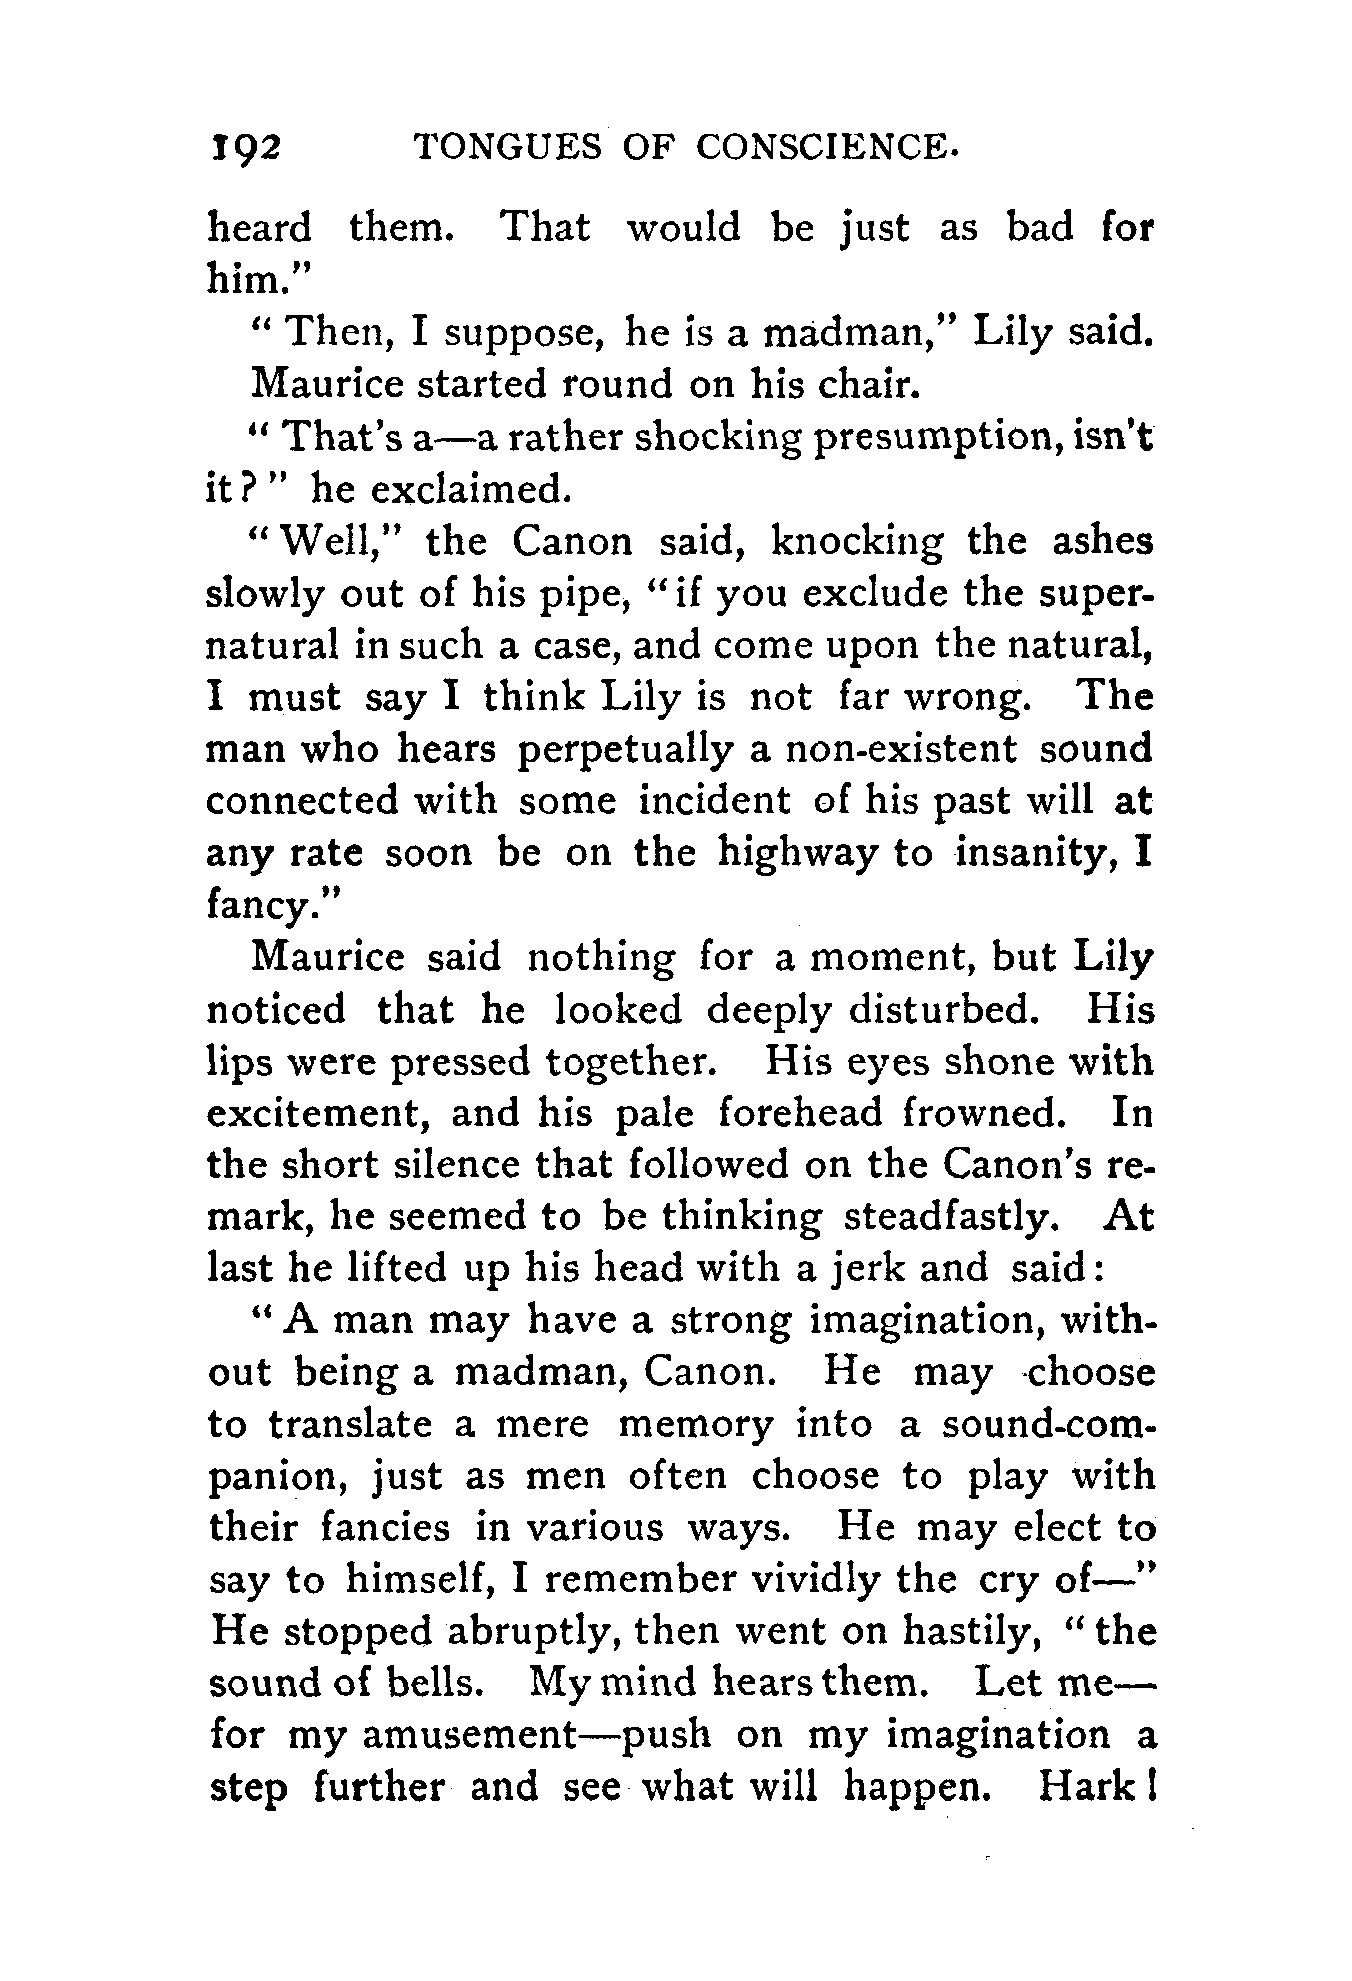 192 TONGUES OF CONSCIENCE.
heard them. That would be just as bad for
him."
"Then, I suppose, he is a madman," Lily said.
Maurice started round on his chair.
"That's a—a rather shocking presumption, isn't
it?" he exclaimed.
"Well," the Canon said, knocking the ashes
slowly out of his pipe, "if you exclude the super-
natural in such a case, and come upon the natural,
I must say I think Lily is not far wrong. The
man who hears perpetually a non-existent sound
connected with some incident of his past will at
any rate soon be on the highway to insanity, I
fancy."
Maurice said nothing for a moment, but Lily
noticed that he looked deeply disturbed. His
lips were pressed together. His eyes shone with
excitement, and his pale forehead frowned. In
the short silence that followed on the Canon's re-
mark, he seemed to be thinking steadfastly. At
last he lifted up his head with a jerk and said:
"A man may have a strong imagination, with-
out being a madman, Canon. He may choose
to translate a mere memory into a sound-com-
panion, just as men often choose to play with
their fancies in various ways. He may elect to
say to himself, I remember vividly the cry of—"
He stopped abruptly, then went on hastily, "the
sound of bells. My mind hears them. Let me—
for my amusement—push on my imagination a
step further and see what will happen. Hark!